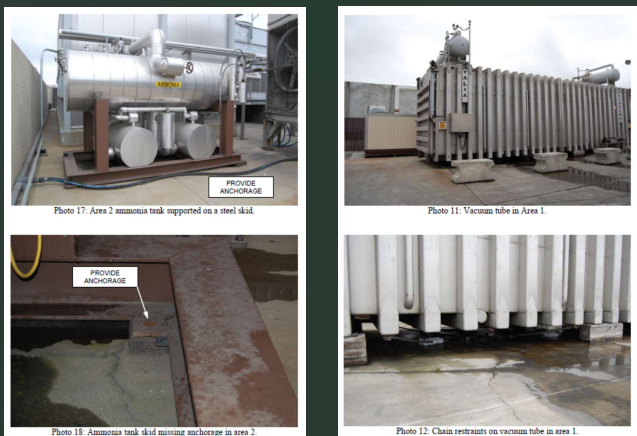 AMMONIA
PROVIDE
ANCHORAGE
Photo 17: Area 2 ammonia tank supported on a steel skid.
PROVIDE
ANCHORAGE
Photo 18: Ammonia tank skid missing anchorage in area 2.
Photo 11: Vacuum tube in Area 1.
Photo 12: Chain restraints on vacuum tube in area 1.